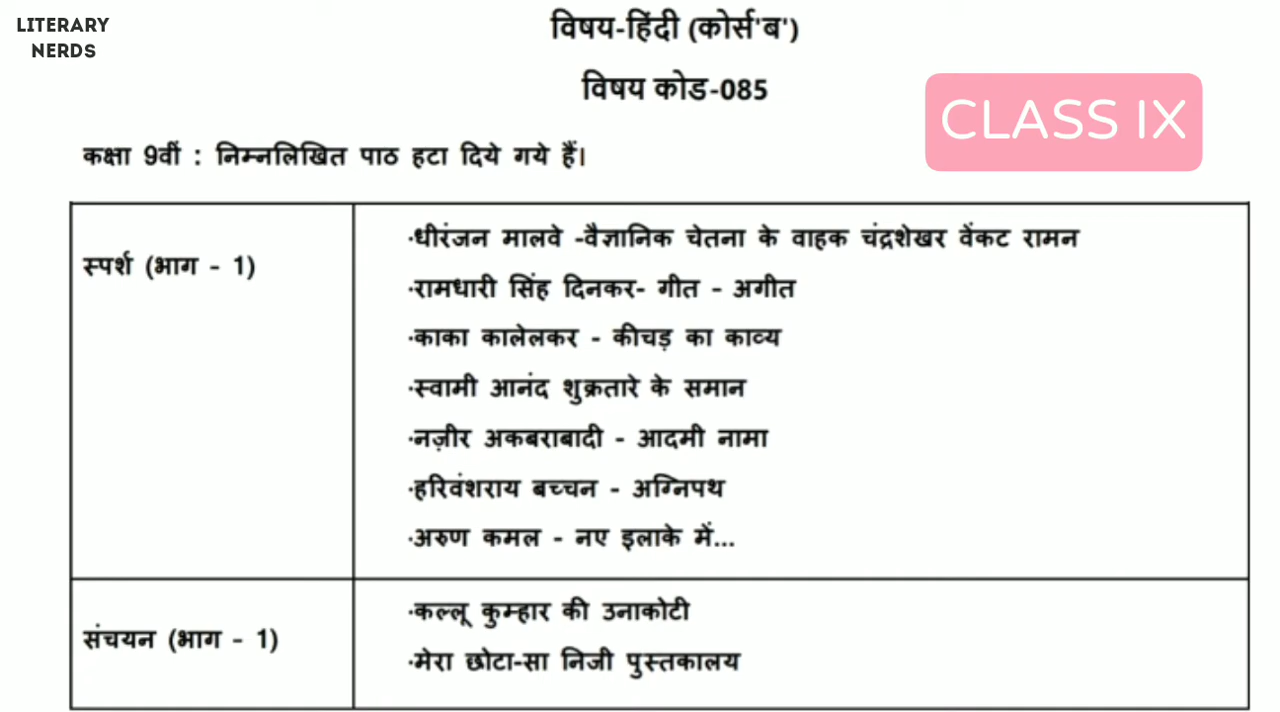 LITERARY
NERDS
विषय-हिंदी (कोर्स'ब')
विषय कोड-085
CLASS IX
कक्षा 9वीं : निम्नलिखित पाठ हटा दिये गये हैं।
स्पर्श (भाग - 1)
·धीरंजन मालवे -वैज्ञानिक चेतना के वाहक चंद्रशेखर वेंकट रामन
·रामधारी सिंह दिनकर- गीत - अगीत
·काका कालेलकर - कीचड़ का काव्य
·स्वामी आनंद शुक्रतारे के समान
·नज़ीर अकबराबादी - आदमी नामा
·हरिवंशराय बच्चन - अग्निपथ
·अरुण कमल - नए इलाके में...
संचयन (भाग - 1)
·कल्लू कुम्हार की उनाकोटी
·मेरा छोटा-सा निजी पुस्तकालय